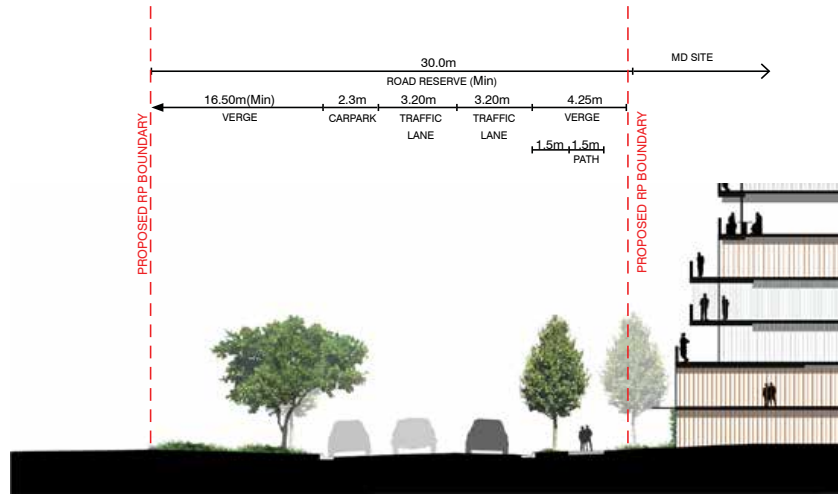 30.0m
MD SITE
ROAD RESERVE (Min)
16.50m(Min)
2.3m
3.20m
3.20m
4.25m
VERGE
CARPARK
TRAFFIC
LANE
TRAFFIC
LANE
VERGE
1.5m
1.5m
PATH
PROPOSED RP BOUNDARY
PROPOSED RP BOUNDARY